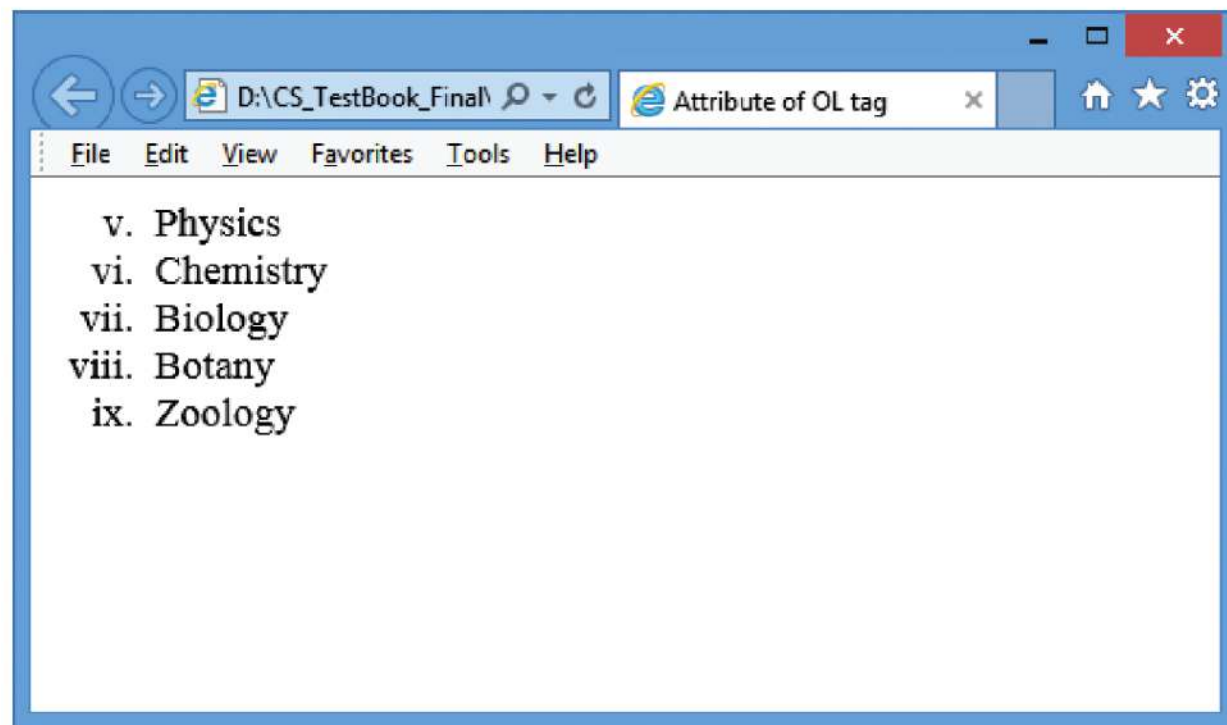 D:\CS_TestBook_Final\
Attribute of OL tag
File Edit View Favorites Tools Help
v. Physics
vi. Chemistry
vii. Biology
viii. Botany
ix. Zoology